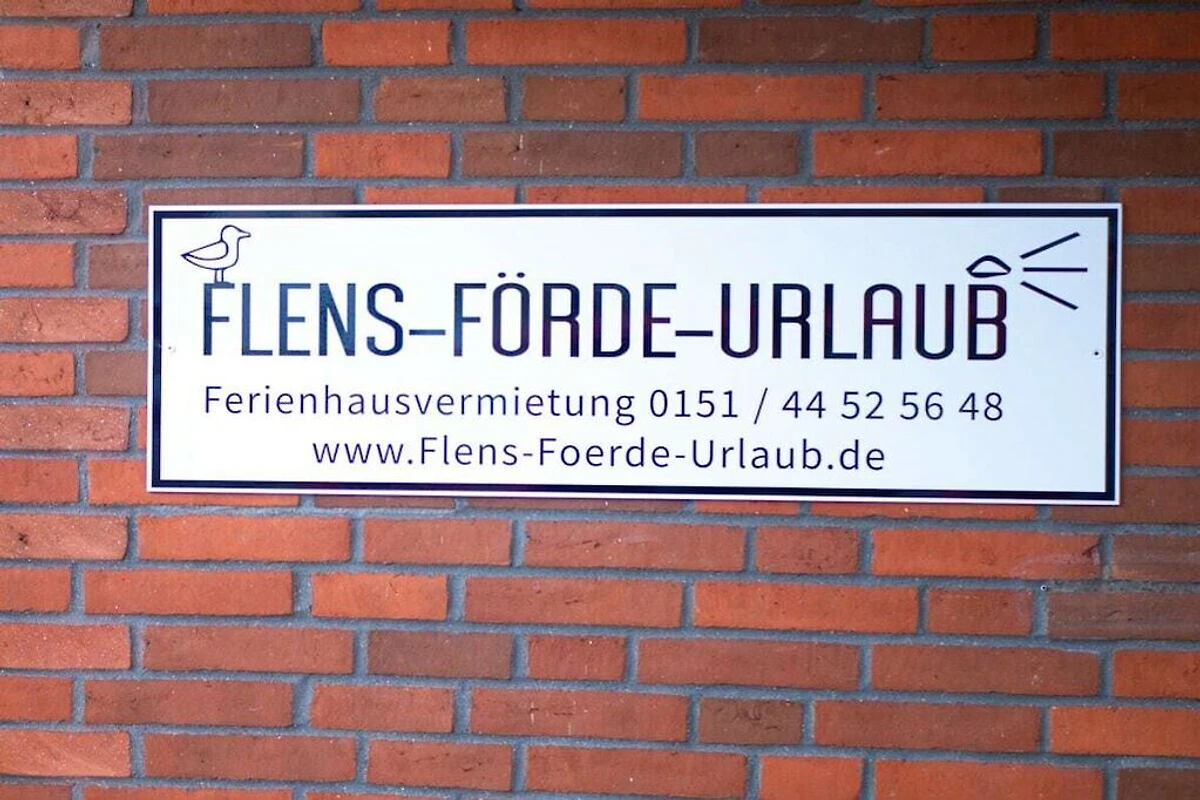 FLENS-FÖRDE-URLAUB
Ferienhausvermietung 0151 / 44 52 56 48
www.Flens-Foerde-Urlaub.de